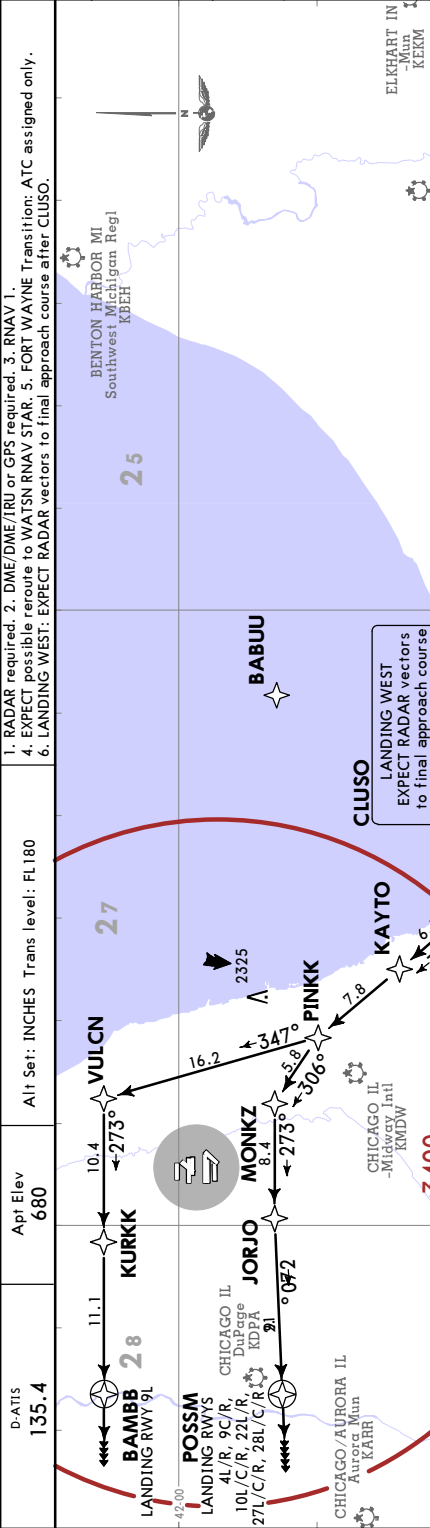 D-ATIS
135.4
Apt Elev
680
Alt Set: INCHES Trans level: FL180
1. RADAR required. 2. DME/DME/IRU or GPS required. 3. RNAV 1.
4. EXPECT possible reroute to WATSN RNAV STAR. 5. FORT WAYNE Transition: ATC assigned only.
6. LANDING WEST: EXPECT RADAR vectors to final approach course after CLUSO.
BAMBB
LANDING RWY 9L
28
11.1
KURKK
10.4
273°
VULCN
27
25
BENTON HARBOR MI
Southwest Michigan Regl
KBEH
N
42-00
POSSM
LANDING RWYS
4L/R, 9C/R,
10L/C/R, 22L/R,
27L/C/R, 28L/C/R
CHICAGO IL
DuPage
KDPA
JORJO
8.4
273°
MONKZ
16.2
347°
5.8
306°
2325
PINKK
7.8
KAYTO
BABUU
CLUSO
LANDING WEST
EXPECT RADAR vectors
to final approach course
CHICAGO/AURORA IL
Aurora Mun
KARR
CHICAGO IL
-Midway Intl
KMDW
ELKHART IN
-Mun
KEKM